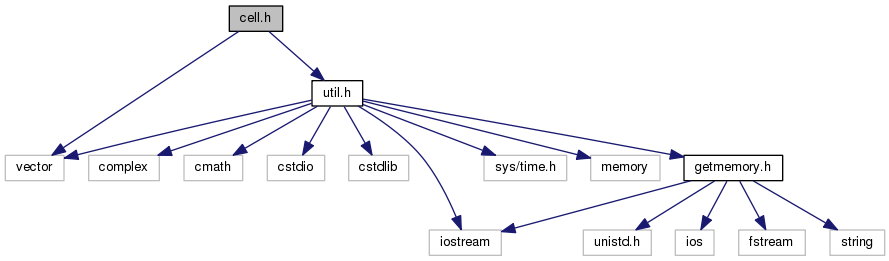 cell.h
util.h
vector
complex
cmath
cstdio
cstdlib
sys/time.h
memory
getmemory.h
iostream
unistd.h
ios
fstream
string